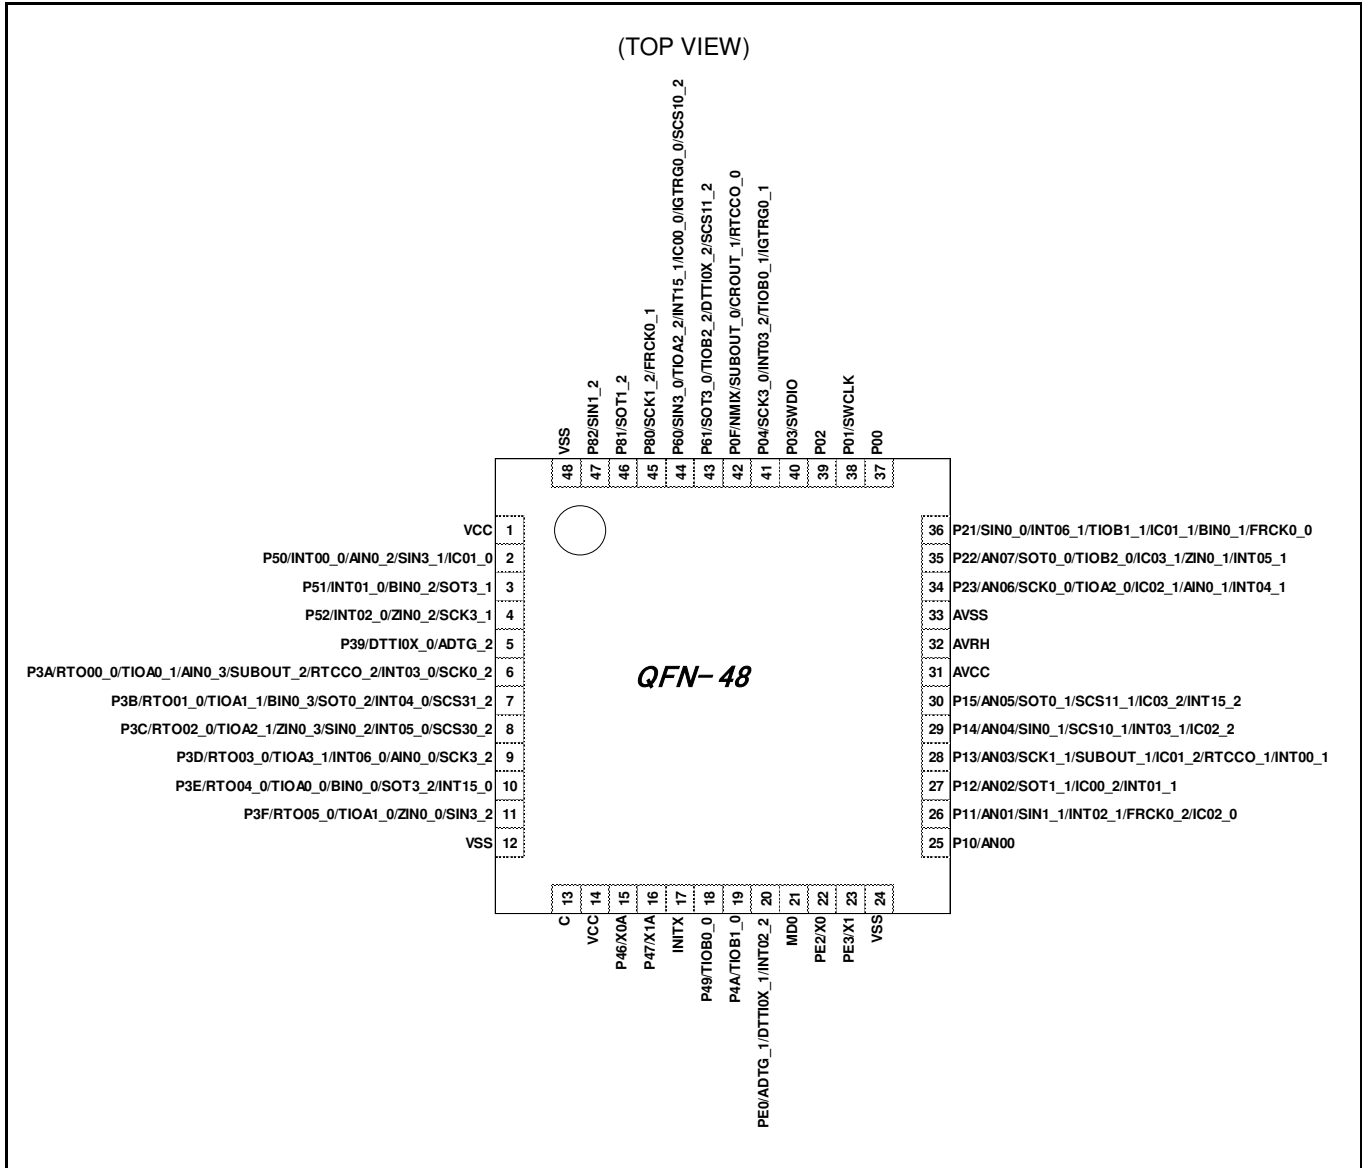 (TOP VIEW)
VSS
P82/SIN1_2
P81/SOT1_2
P80/SCK1_2/FRCK0_1
P60/SIN3_0/TIOA2_2/INT15_1/IC00_0/IGTRG0_0/SCS10_2
P61/SOT3_0/TIOB2_2/DTTI0X_2/SCS11_2
P0F/NMIX/SUBOUT_0/CROUT_1/RTCCO_0
P04/SCK3_0/INT03_2/TIOB0_1/IGTRG0_1
P03/SWDIO
P02
P01/SWCLK
P00
48 47 46 45 44 43 42 41 40 39 38 37
VCC 1
P50/INT00_0/AIN0_2/SIN3_1/IC01_0 2
P51/INT01_0/BIN0_2/SOT3_1 3
P52/INT02_0/ZIN0_2/SCK3_1 4
P39/DTTI0X_0/ADTG_2 5
P3A/RTO00_0/TIOA0_1/AIN0_3/SUBOUT_2/RTCCO_2/INT03_0/SCK0_2 6
P3B/RTO01_0/TIOA1_1/BIN0_3/SOT0_2/INT04_0/SCS31_2 7
P3C/RTO02_0/TIOA2_1/ZIN0_3/SIN0_2/INT05_0/SCS30_2 8
P3D/RTO03_0/TIOA3_1/INT06_0/AIN0_0/SCK3_2 9
P3E/RTO04_0/TIOA0_0/BIN0_0/SOT3_2/INT15_0 10
P3F/RTO05_0/TIOA1_0/ZIN0_0/SIN3_2 11
VSS 12
QFN-48
36 P21/SIN0_0/INT06_1/TIOB1_1/IC01_1/BIN0_1/FRCK0_0
35 P22/AN07/SOT0_0/TIOB2_0/IC03_1/ZIN0_1/INT05_1
34 P23/AN06/SCK0_0/TIOA2_0/IC02_1/AIN0_1/INT04_1
33 AVSS
32 AVRH
31 AVCC
30 P15/AN05/SOT0_1/SCS11_1/IC03_2/INT15_2
29 P14/AN04/SIN0_1/SCS10_1/INT03_1/IC02_2
28 P13/AN03/SCK1_1/SUBOUT_1/IC01_2/RTCCO_1/INT00_1
27 P12/AN02/SOT1_1/IC00_2/INT01_1
26 P11/AN01/SIN1_1/INT02_1/FRCK0_2/IC02_0
25 P10/AN00
13 14 15 16 17 18 19 20 21 22 23 24
C
VCC
P46/X0A
P47/X1A
INITX
P49/TIOB0_0
P4A/TIOB1_0
PE0/ADTG_1/DTTI0X_1/INT02_2
MD0
PE2/X0
PE3/X1
VSS